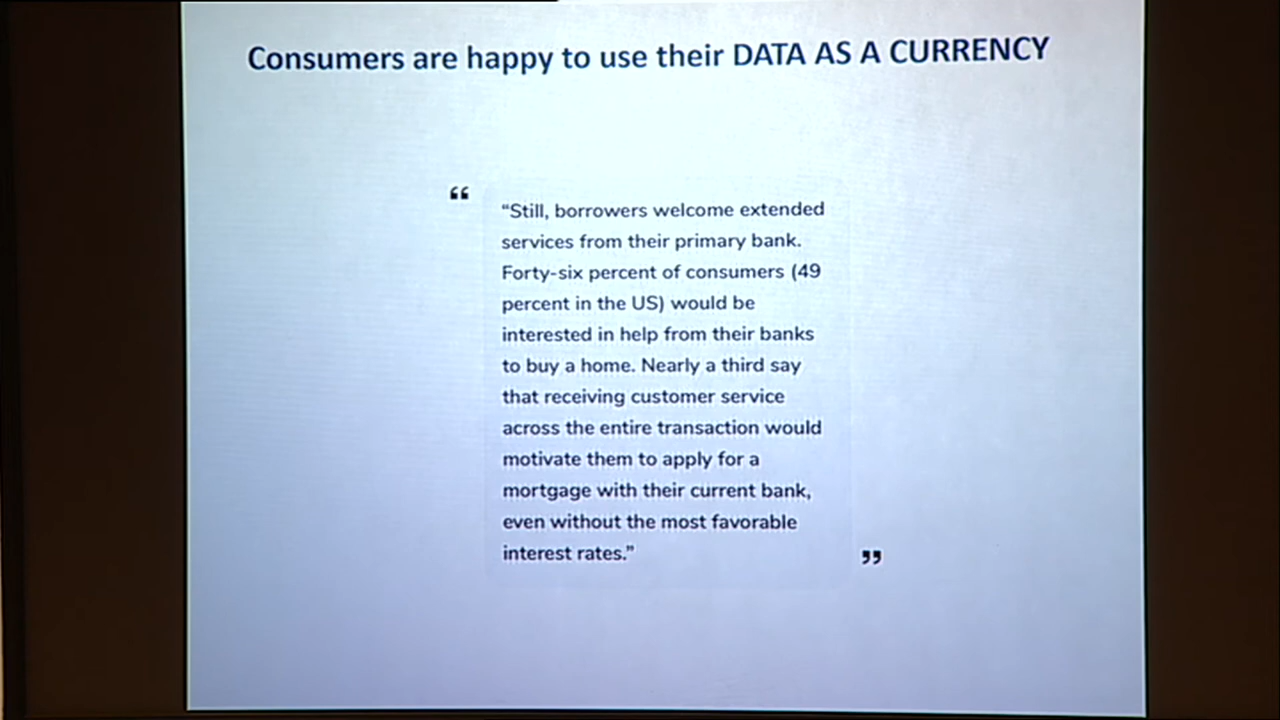 Consumers are happy to use their DATA AS A CURRENCY
“
“Still, borrowers welcome extended
services from their primary bank.
Forty-six percent of consumers (49
percent in the US) would be
interested in help from their banks
to buy a home. Nearly a third say
that receiving customer service
across the entire transaction would
motivate them to apply for a
mortgage with their current bank,
even without the most favorable
interest rates.”
”